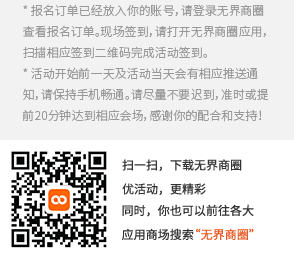 * 报名订单已经放入你的账号，请登录无界商圈
查看报名订单。现场签到，请打开无界商圈应用，
扫描相应签到二维码完成活动签到。
* 活动开始前一天及活动当天会有相应推送通
知，请保持手机畅通。请尽量不要迟到，准时或提
前20分钟达到相应会场，感谢你的配合和支持！
扫一扫，下载无界商圈
优活动，更精彩
同时，你也可以前往各大
应用商场搜索“无界商圈”